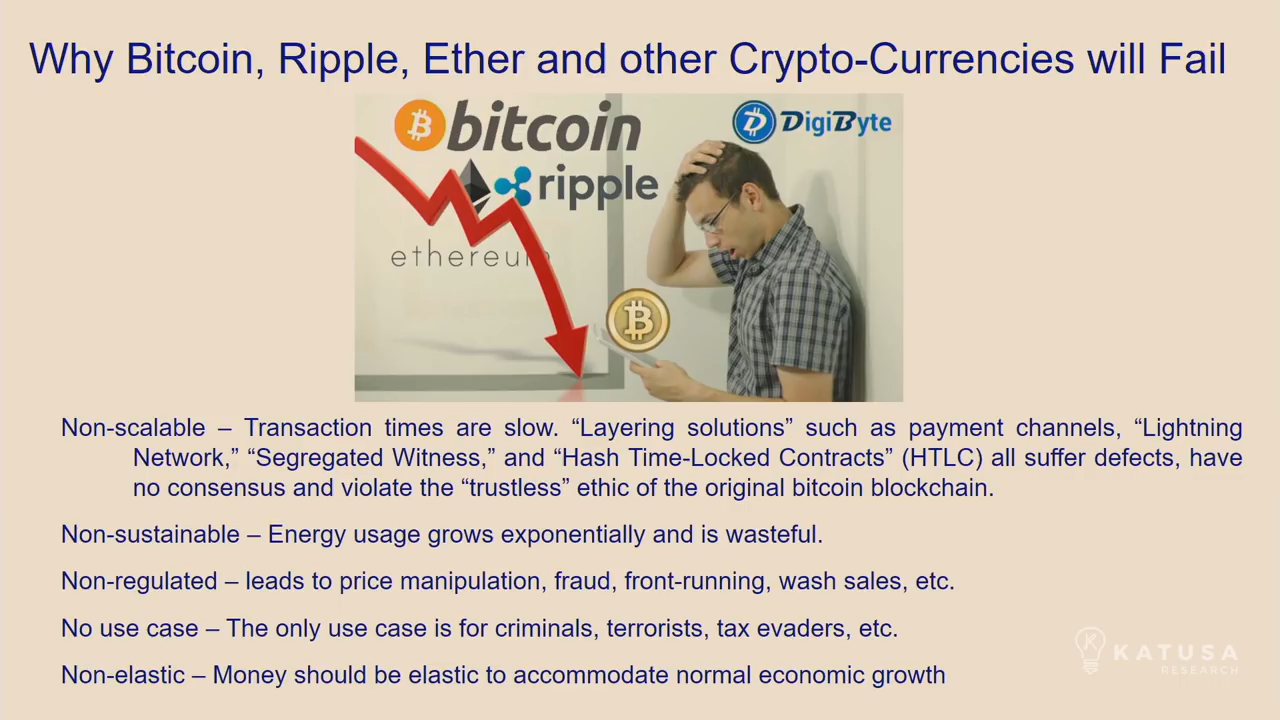 Why Bitcoin, Ripple, Ether and other Crypto-Currencies will Fail
bitcoin
DigiByte
ripple
ethereum
Non-scalable – Transaction times are slow. “Layering solutions” such as payment channels, “Lightning
Network,” “Segregated Witness,” and “Hash Time-Locked Contracts” (HTLC) all suffer defects, have
no consensus and violate the “trustless” ethic of the original bitcoin blockchain.
Non-sustainable – Energy usage grows exponentially and is wasteful.
Non-regulated – leads to price manipulation, fraud, front-running, wash sales, etc.
No use case – The only use case is for criminals, terrorists, tax evaders, etc.
Non-elastic – Money should be elastic to accommodate normal economic growth
KATUSA
RESEARCH